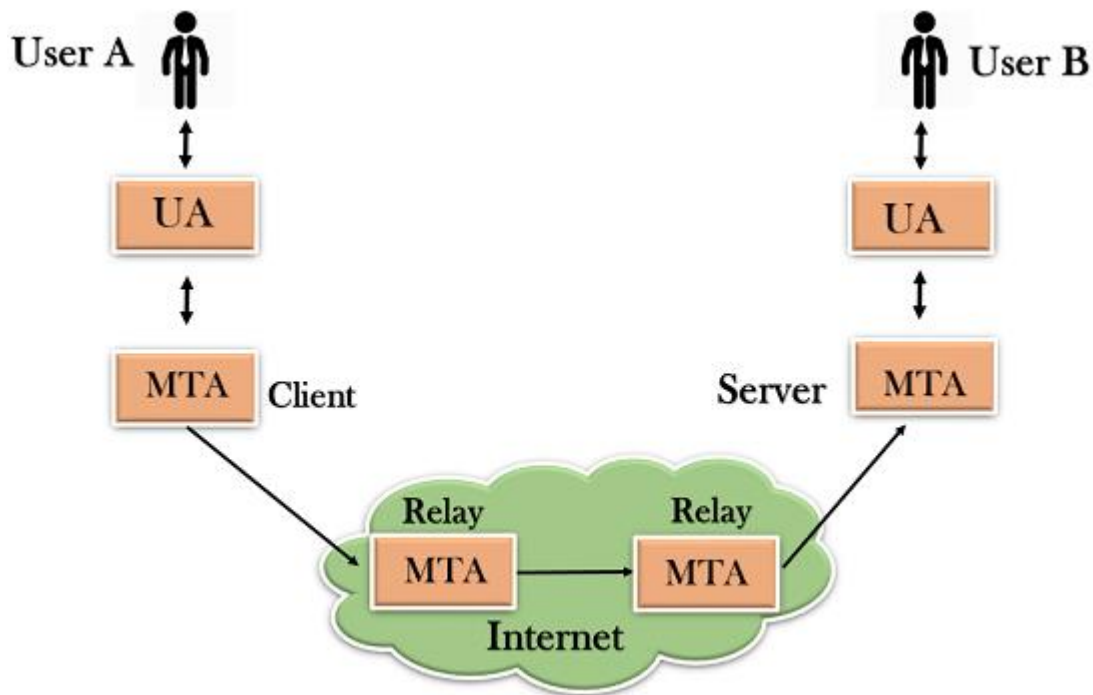 User A
User B
UA
UA
MTA
Client
Server
MTA
Relay
Relay
MTA
MTA
Internet